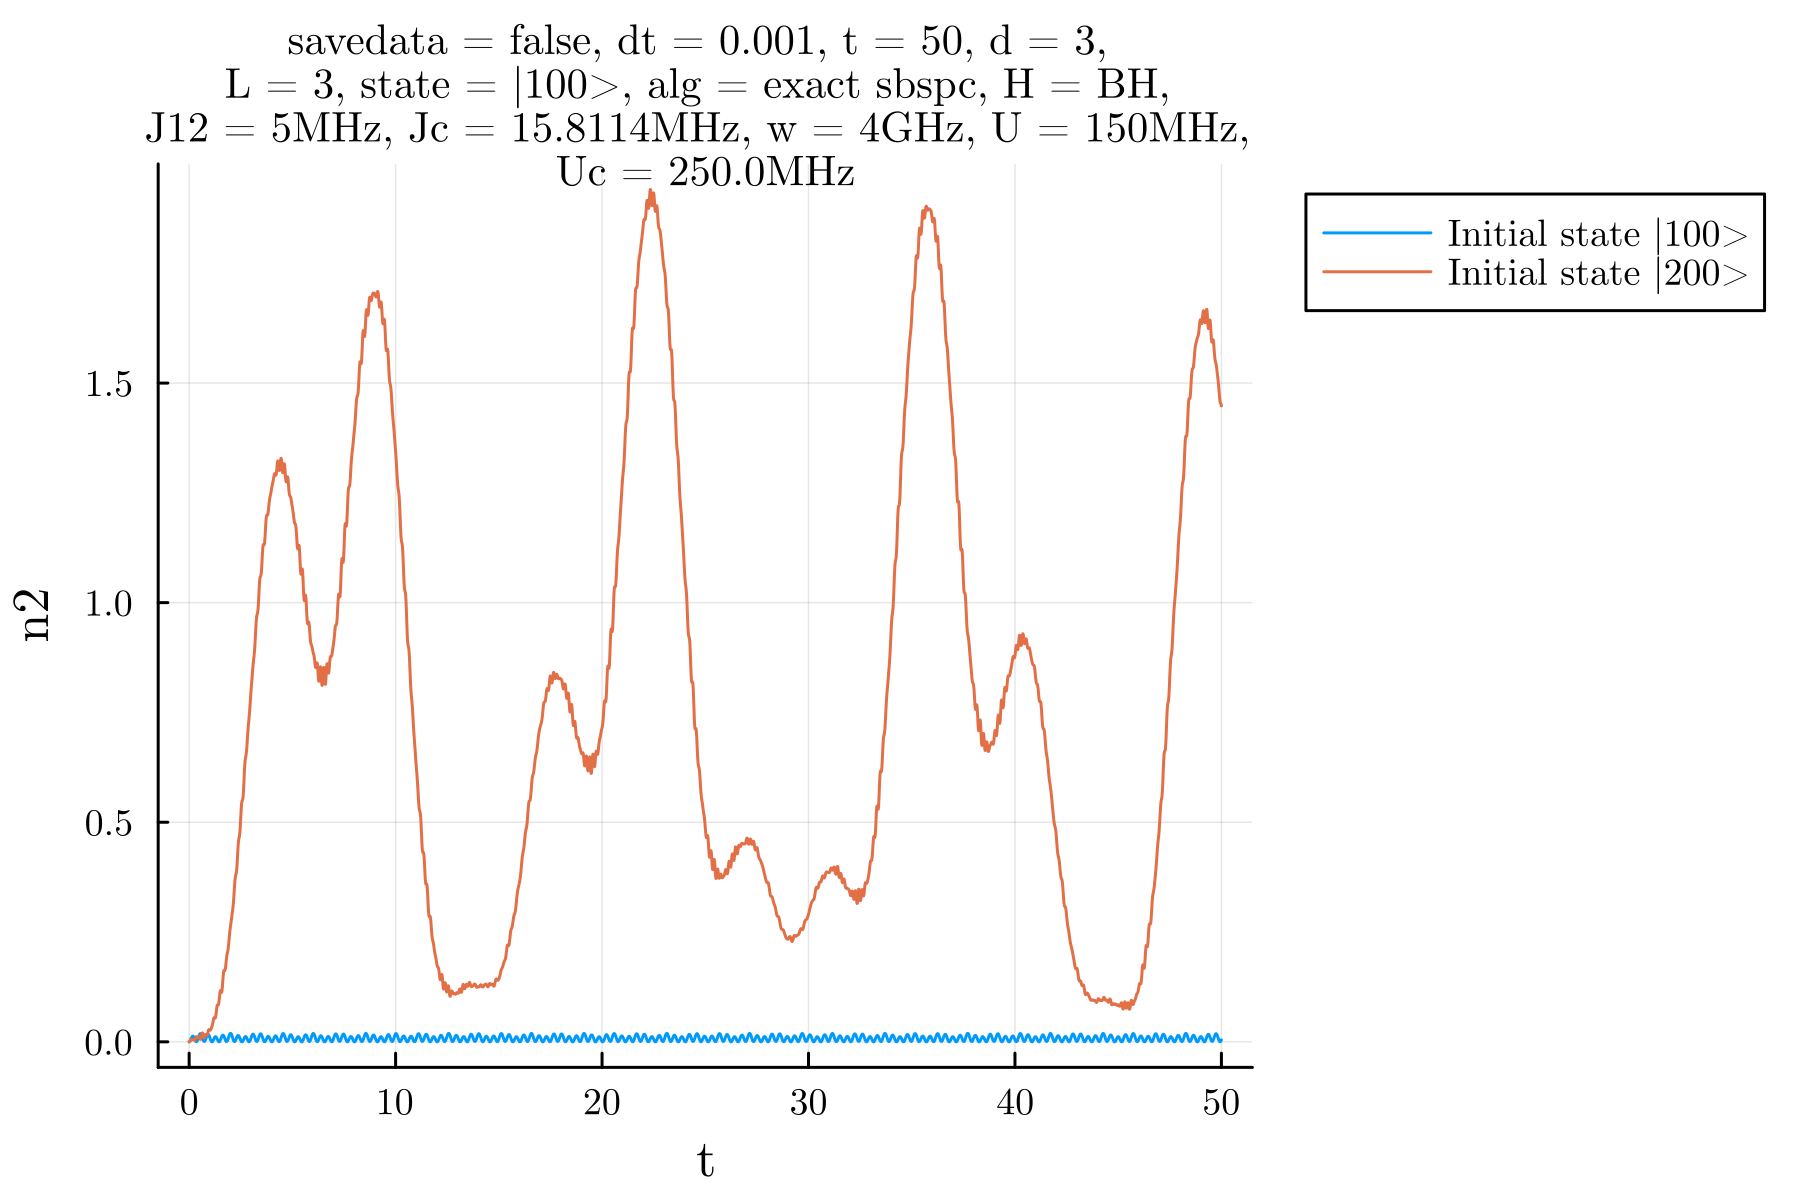 savedata = false, dt = 0.001, t = 50, d = 3,
L = 3, state = |100>, alg = exact sbspc, H = BH,
J12 = 5MHz, Jc = 15.8114MHz, w = 4GHz, U = 150MHz,
Uc = 250.0MHz
Initial state |100>
Initial state |200>
1.5
1.0
0.5
0.0
n2
0 10 20 30 40 50
t